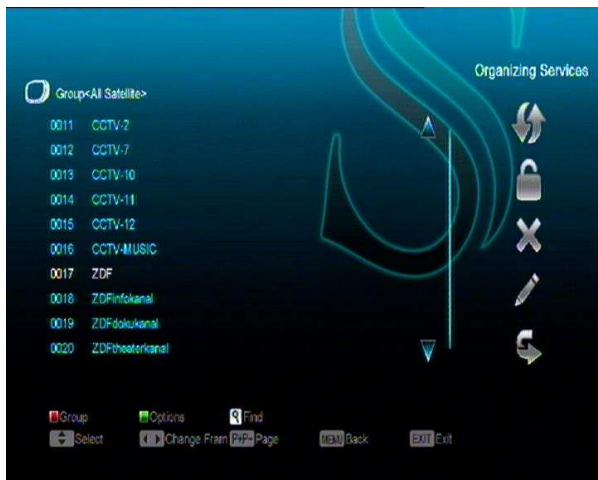 Organizing Services
Group<All Satellite>
0011 CCTV-2
0012 CCTV-7
0013 CCTV-10
0014 CCTV-11
0015 CCTV-12
0016 CCTV-MUSIC
0017 ZDF
0018 ZDFinfokanal
0019 ZDFdokukanal
0020 ZDFtheaterkanal
Group Options Find
Select Change Fram P+/P- Page MENU Back EXIT Exit